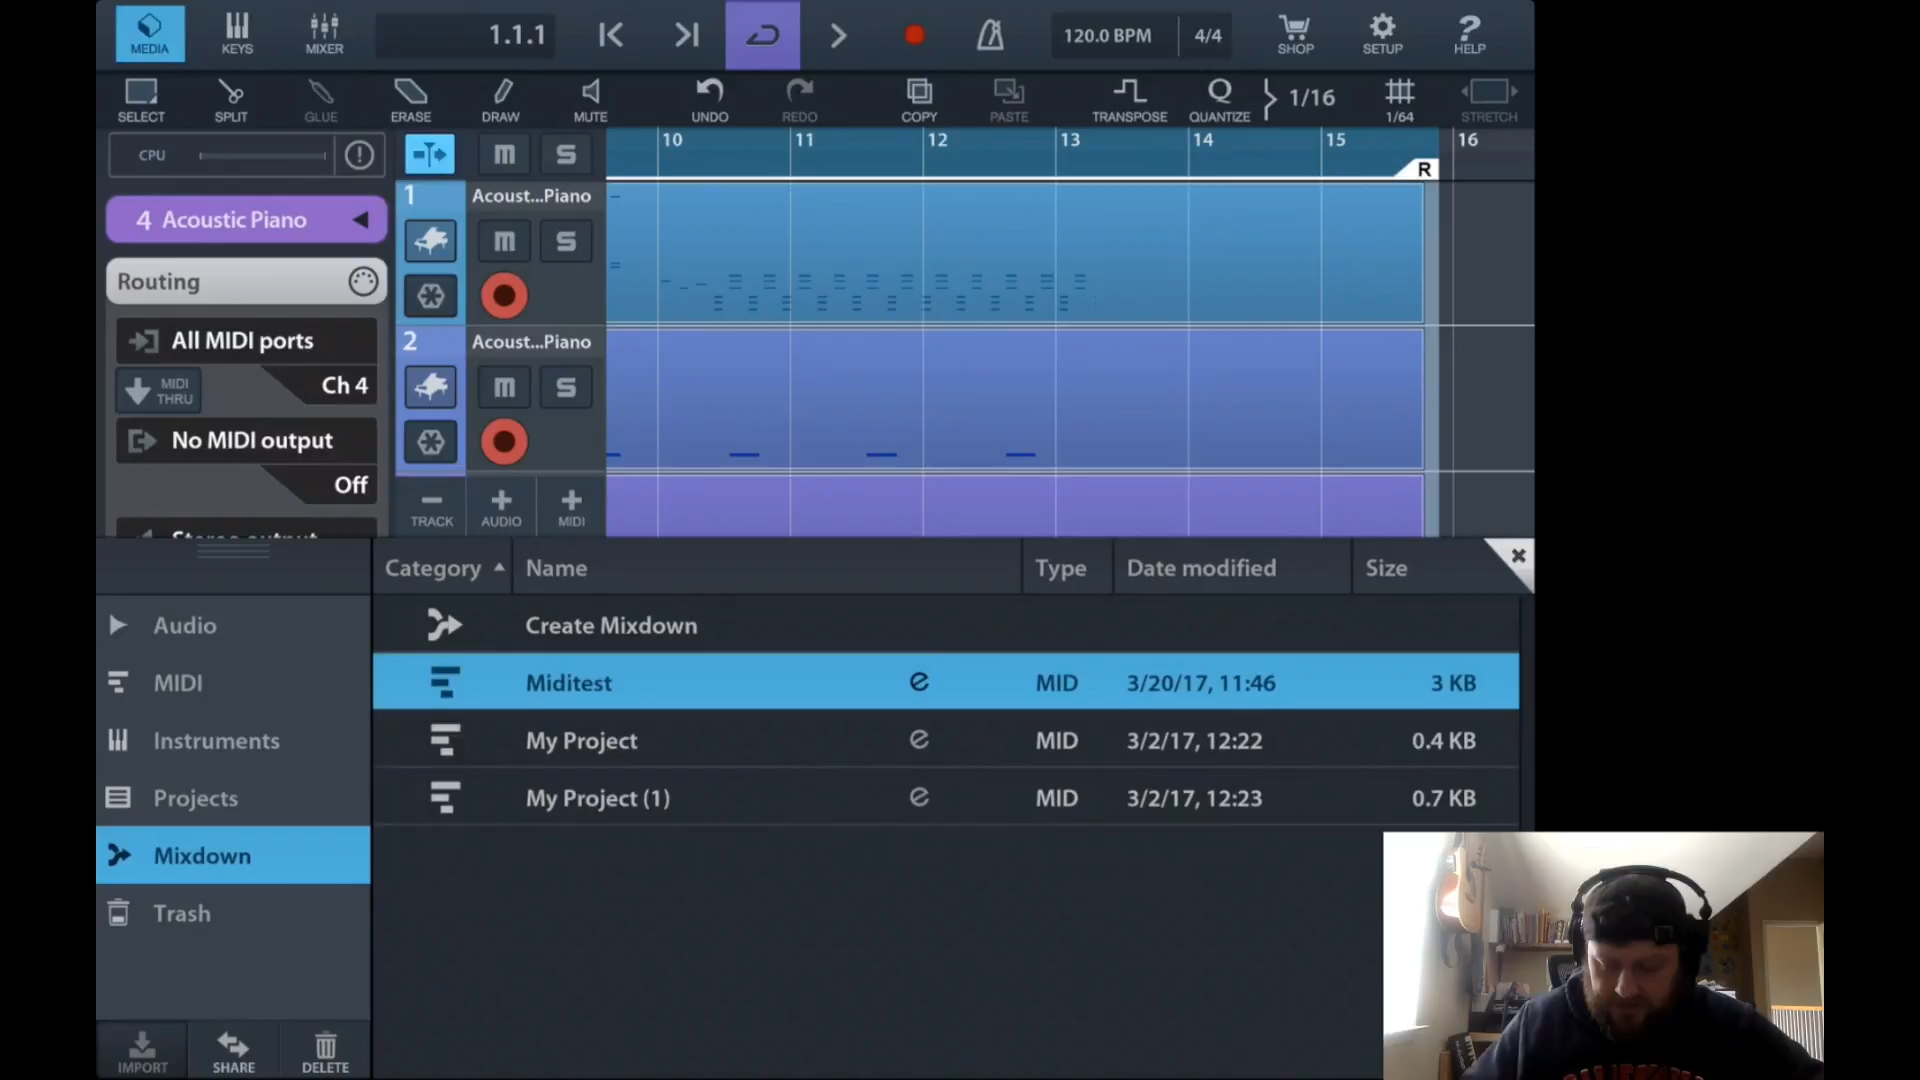 MEDIA
KEYS
MIXER
1.1.1
120.0 BPM
4/4
SHOP
SETUP
? HELP
SELECT
SPLIT
GLUE
ERASE
DRAW
MUTE
UNDO
REDO
COPY
PASTE
TRANSPOSE
Q QUANTIZE
1/16
1/64
STRETCH
CPU
m
S
10
11
12
13
14
15
16
R
4 Acoustic Piano
Routing
All MIDI ports
MIDI THRU
Ch 4
No MIDI output
Off
Stereo output
1
Acoust...Piano
m
S
2
Acoust...Piano
m
S
TRACK
AUDIO
MIDI
Category
Name
Type
Date modified
Size
Audio
MIDI
Instruments
Projects
Mixdown
Trash
Create Mixdown
Miditest e MID 3/20/17, 11:46 3 KB
My Project e MID 3/2/17, 12:22 0.4 KB
My Project (1) e MID 3/2/17, 12:23 0.7 KB
IMPORT
SHARE
DELETE